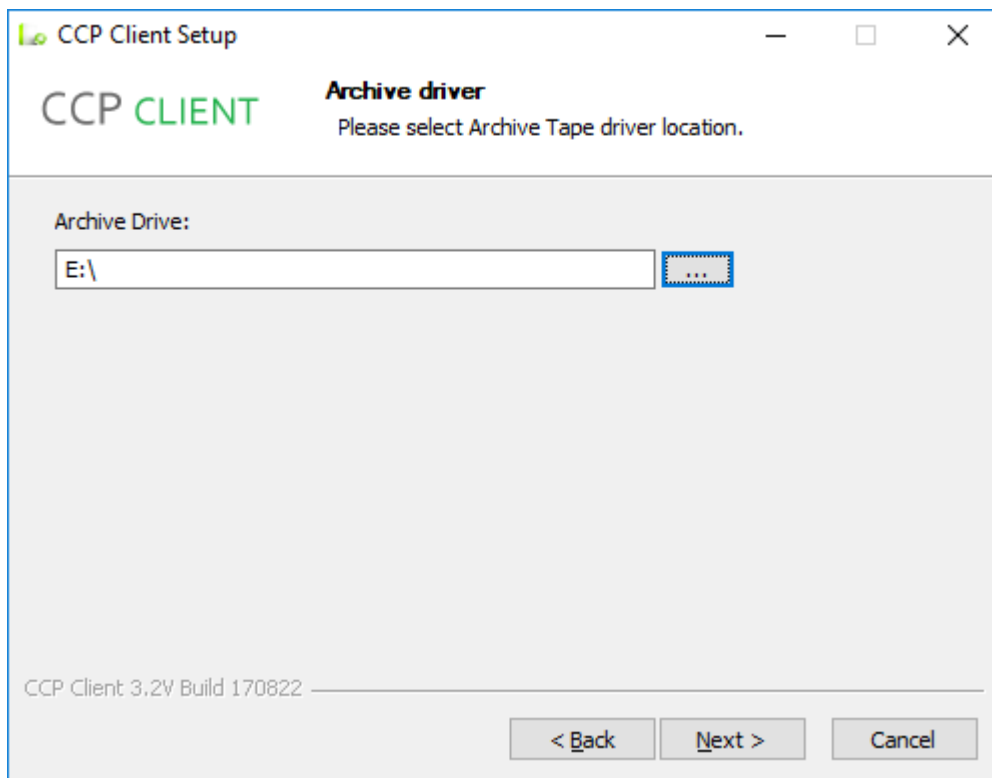 CCP Client Setup
CCP CLIENT
Archive driver
Please select Archive Tape driver location.
Archive Drive:
E:\
...
CCP Client 3.2V Build 170822
< Back
Next >
Cancel